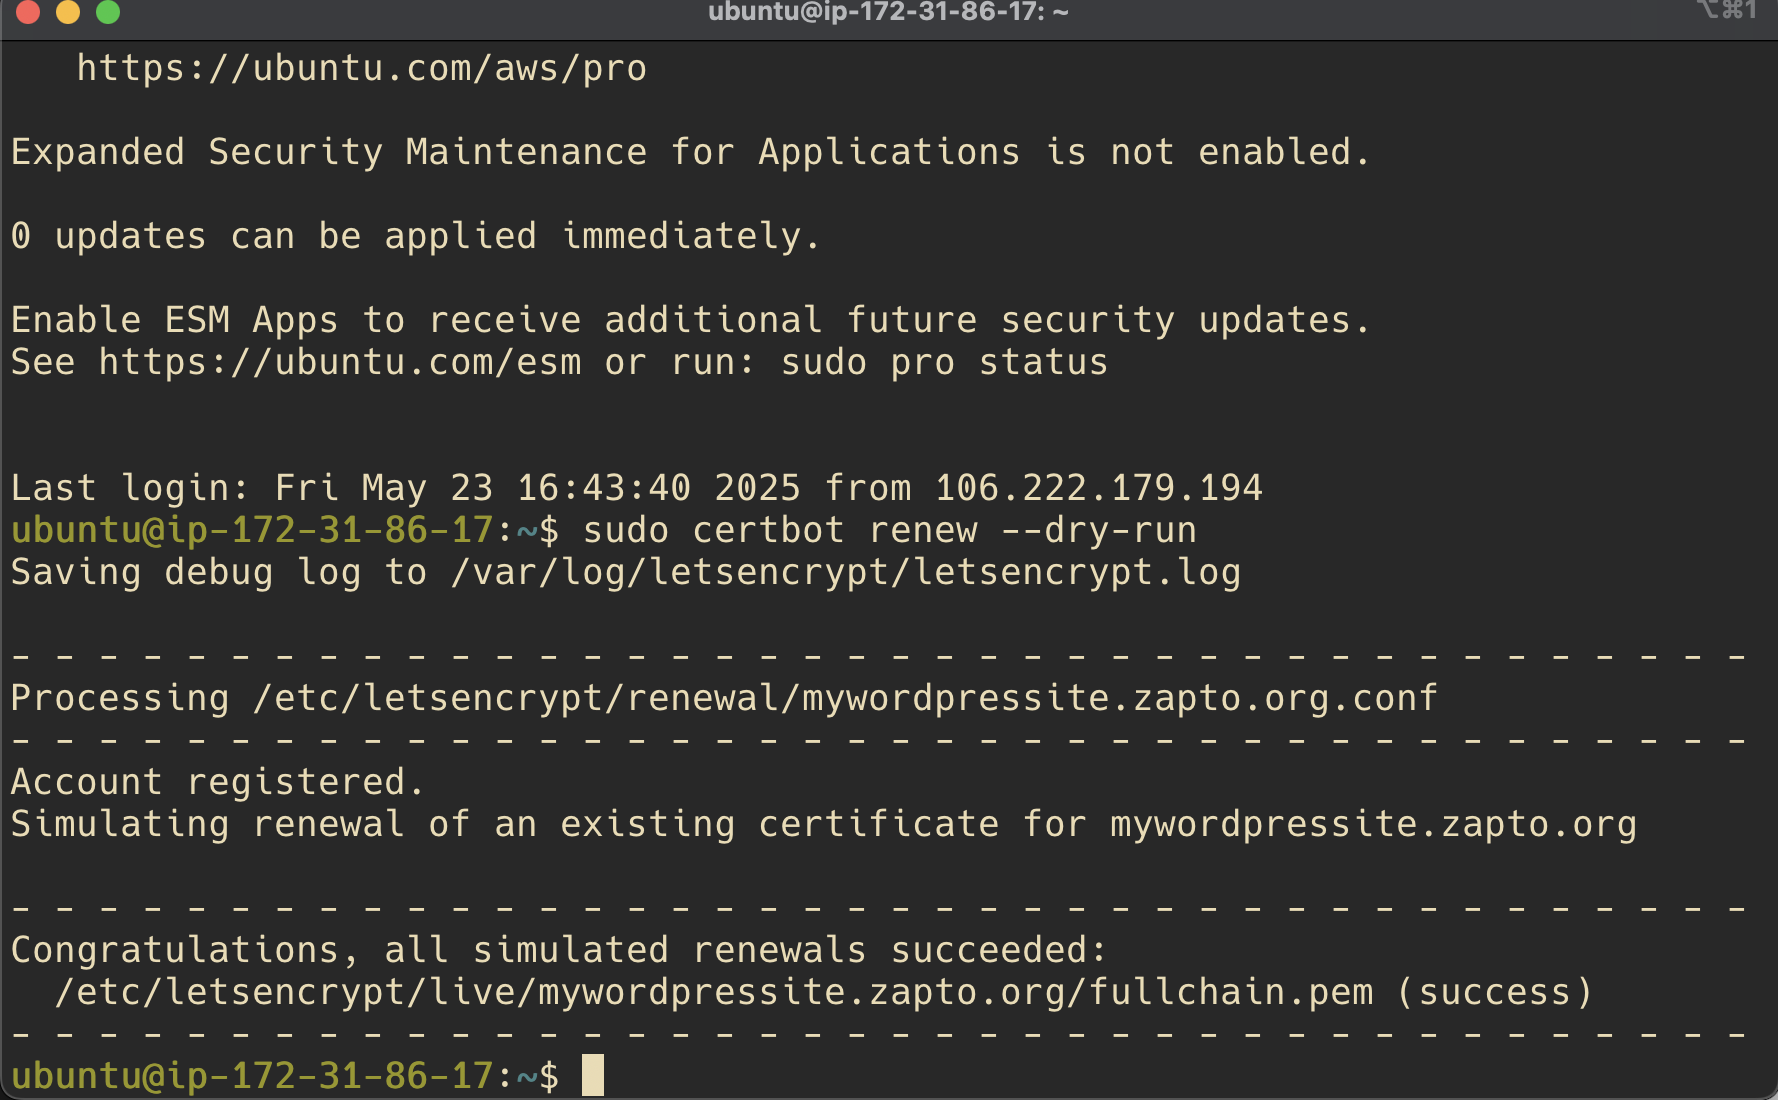 ubuntu@ip-172-31-86-17: ~
⌥⌘1
https://ubuntu.com/aws/pro
Expanded Security Maintenance for Applications is not enabled.
0 updates can be applied immediately.
Enable ESM Apps to receive additional future security updates.
See https://ubuntu.com/esm or run: sudo pro status
Last login: Fri May 23 16:43:40 2025 from 106.222.179.194
ubuntu@ip-172-31-86-17:~$ sudo certbot renew --dry-run
Saving debug log to /var/log/letsencrypt/letsencrypt.log
- - - - - - - - - - - - - - - - - - - - - - - - - - - - - - - - - - - - - - - -
Processing /etc/letsencrypt/renewal/mywordpressite.zapto.org.conf
- - - - - - - - - - - - - - - - - - - - - - - - - - - - - - - - - - - - - - - -
Account registered.
Simulating renewal of an existing certificate for mywordpressite.zapto.org
- - - - - - - - - - - - - - - - - - - - - - - - - - - - - - - - - - - - - - - -
Congratulations, all simulated renewals succeeded:
/etc/letsencrypt/live/mywordpressite.zapto.org/fullchain.pem (success)
- - - - - - - - - - - - - - - - - - - - - - - - - - - - - - - - - - - - - - - -
ubuntu@ip-172-31-86-17:~$